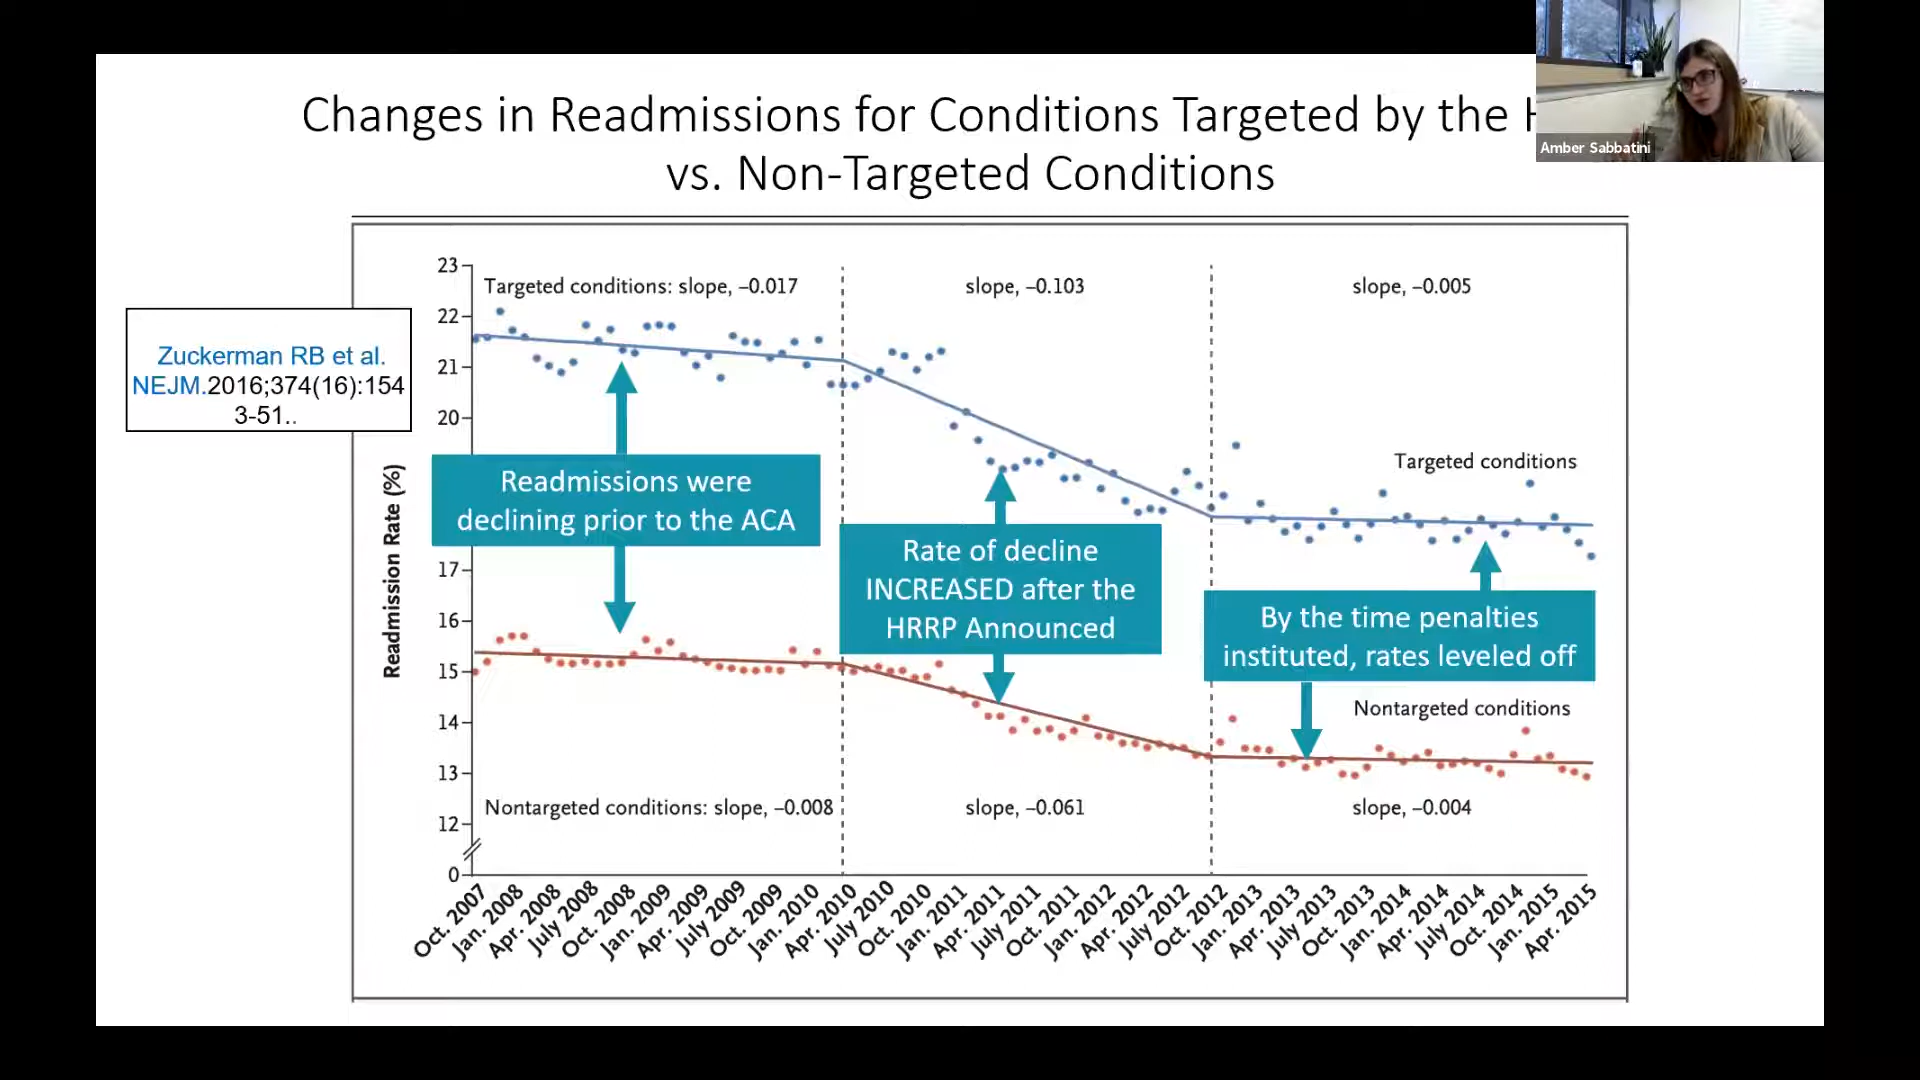 Changes in Readmissions for Conditions Targeted by the
vs. Non-Targeted Conditions
Amber Sabbatini
Zuckerman RB et al.
NEJM.2016;374(16):154
3-51..
Readmission Rate (%)
23
22
21
20
17
16
15
14
13
12
0
Targeted conditions: slope, –0.017
slope, –0.103
slope, –0.005
Targeted conditions
Readmissions were
declining prior to the ACA
Rate of decline
INCREASED after the
HRRP Announced
By the time penalties
instituted, rates leveled off
Nontargeted conditions
Nontargeted conditions: slope, –0.008
slope, –0.061
slope, –0.004
Oct. 2007
Jan. 2008
Apr. 2008
July 2008
Oct. 2008
Jan. 2009
Apr. 2009
July 2009
Oct. 2009
Jan. 2010
Apr. 2010
July 2010
Oct. 2010
Jan. 2011
Apr. 2011
July 2011
Oct. 2011
Jan. 2012
Apr. 2012
July 2012
Oct. 2012
Jan. 2013
Apr. 2013
July 2013
Oct. 2013
Jan. 2014
Apr. 2014
July 2014
Oct. 2014
Jan. 2015
Apr. 2015